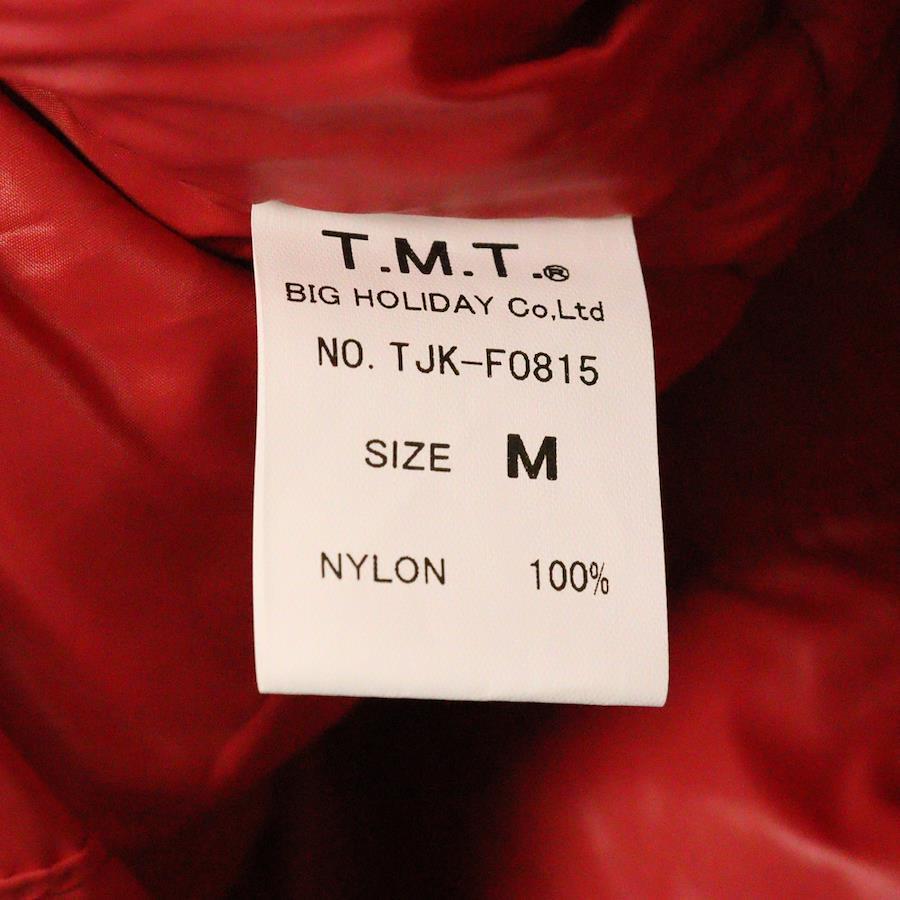 T.M.T.®
BIG HOLIDAY Co,Ltd
NO. TJK-F0815
SIZE M
NYLON 100%